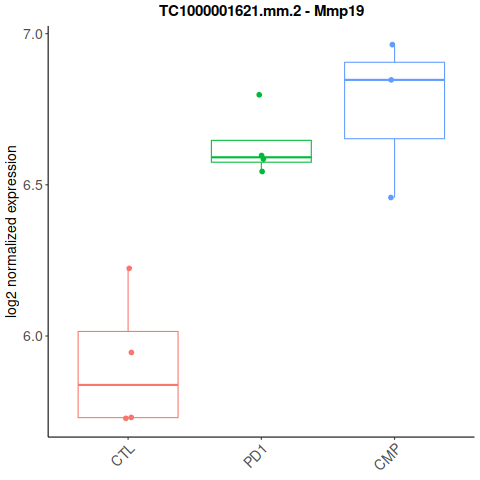 TC1000001621.mm.2 - Mmp19
log2 normalized expression
7.0
6.5
6.0
CTL
PD1
CMP